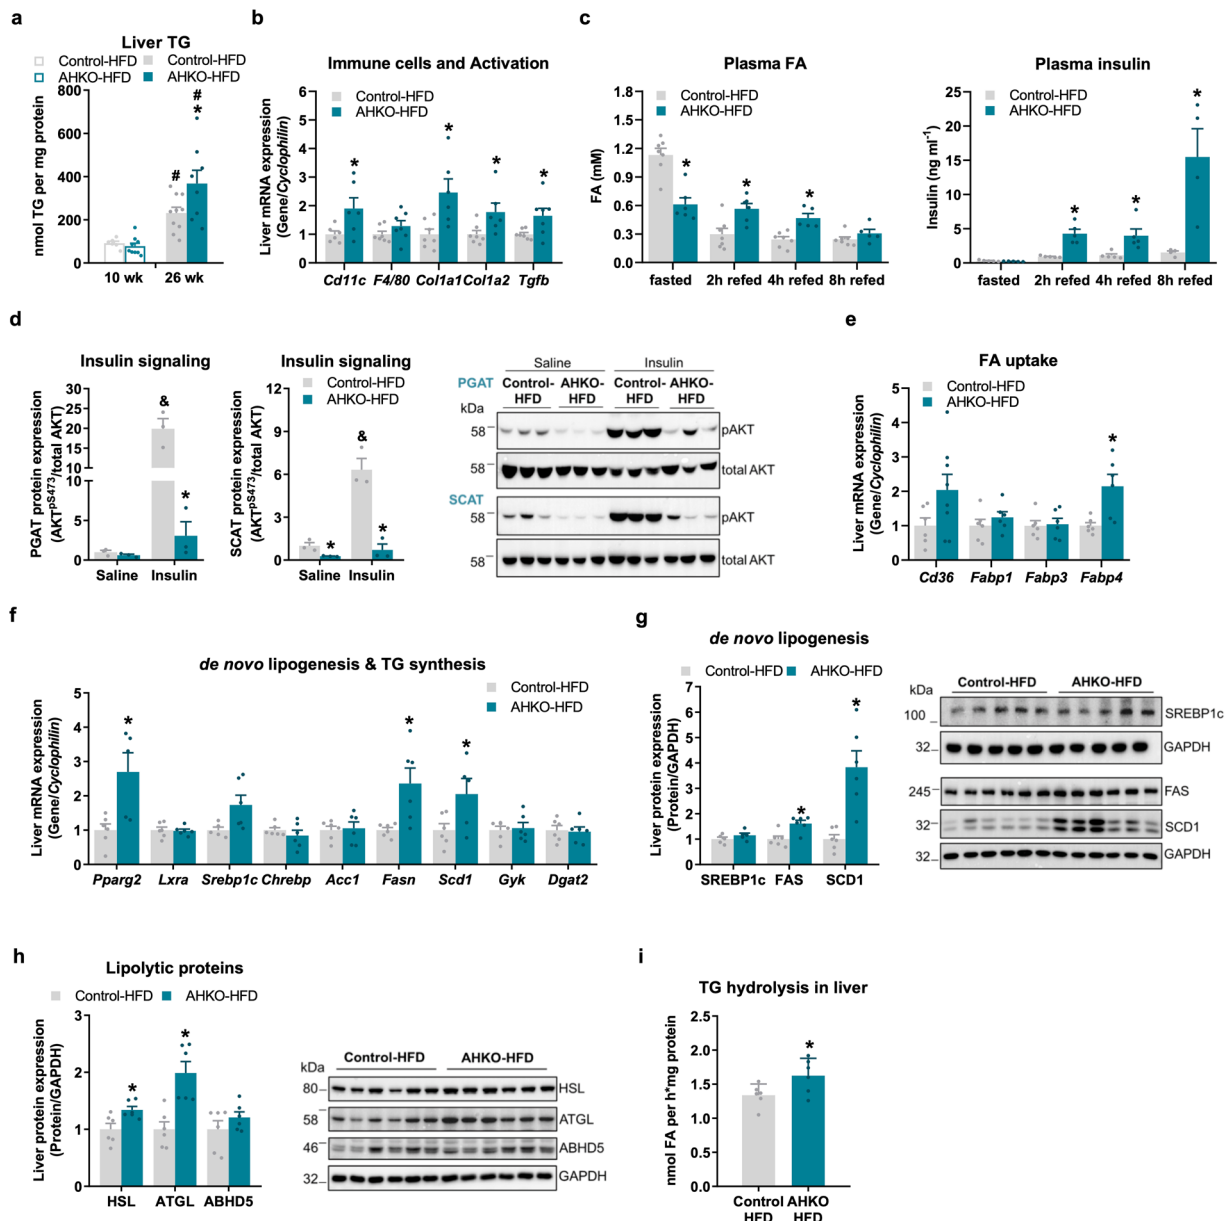 a
Liver TG
Control-HFD Control-HFD
AHKO-HFD AHKO-HFD
nmol TG per mg protein
800
600
400
200
0
#
#
*
10 wk 26 wk
b
Immune cells and Activation
Control-HFD
AHKO-HFD
Liver mRNA expression
(Gene/Cyclophilin)
6
5
4
3
2
1
0
* * * *
Cd11c F4/80 Col1a1 Col1a2 Tgfb
c
Plasma FA
Control-HFD
AHKO-HFD
FA (mM)
1.8
1.5
1.2
0.9
0.6
0.3
0.0
* * *
fasted 2h refed 4h refed 8h refed
Plasma insulin
Control-HFD
AHKO-HFD
Insulin (ng ml-1)
25
20
15
10
5
0
* * *
fasted 2h refed 4h refed 8h refed
d
Insulin signaling
PGAT protein expression
(AKTpS473/total AKT)
30
25
20
15
10
10
5
0
&
*
Saline Insulin
Insulin signaling
Control-HFD
AHKO-HFD
SCAT protein expression
(AKTpS473/total AKT)
12
9
6
3
0
&
* *
Saline Insulin
Saline Insulin
PGAT Control- AHKO- Control- AHKO-
HFD HFD HFD HFD
kDa
58 pAKT
58 total AKT
SCAT
58 pAKT
58 total AKT
e
FA uptake
Control-HFD
AHKO-HFD
Liver mRNA expression
(Gene/Cyclophilin)
5
4
3
2
1
0
*
Cd36 Fabp1 Fabp3 Fabp4
f
de novo lipogenesis & TG synthesis
Control-HFD
AHKO-HFD
Liver mRNA expression
(Gene/Cyclophilin)
5
4
3
2
1
0
* * *
Pparg2 Lxra Srebp1c Chrebp Acc1 Fasn Scd1 Gyk Dgat2
g
de novo lipogenesis
Control-HFD AHKO-HFD
Liver protein expression
(Protein/GAPDH)
7
6
5
4
3
2
1
0
* *
SREBP1c FAS SCD1
kDa Control-HFD AHKO-HFD
100 SREBP1c
32 GAPDH
245 FAS
32 SCD1
32 GAPDH
h
Lipolytic proteins
Control-HFD AHKO-HFD
Liver protein expression
(Protein/GAPDH)
3
2
1
0
* *
HSL ATGL ABHD5
kDa Control-HFD AHKO-HFD
80 HSL
58 ATGL
46 ABHD5
32 GAPDH
i
TG hydrolysis in liver
nmol FA per h*mg protein
2.5
2.0
1.5
1.0
0.5
0.0
*
Control AHKO
HFD HFD